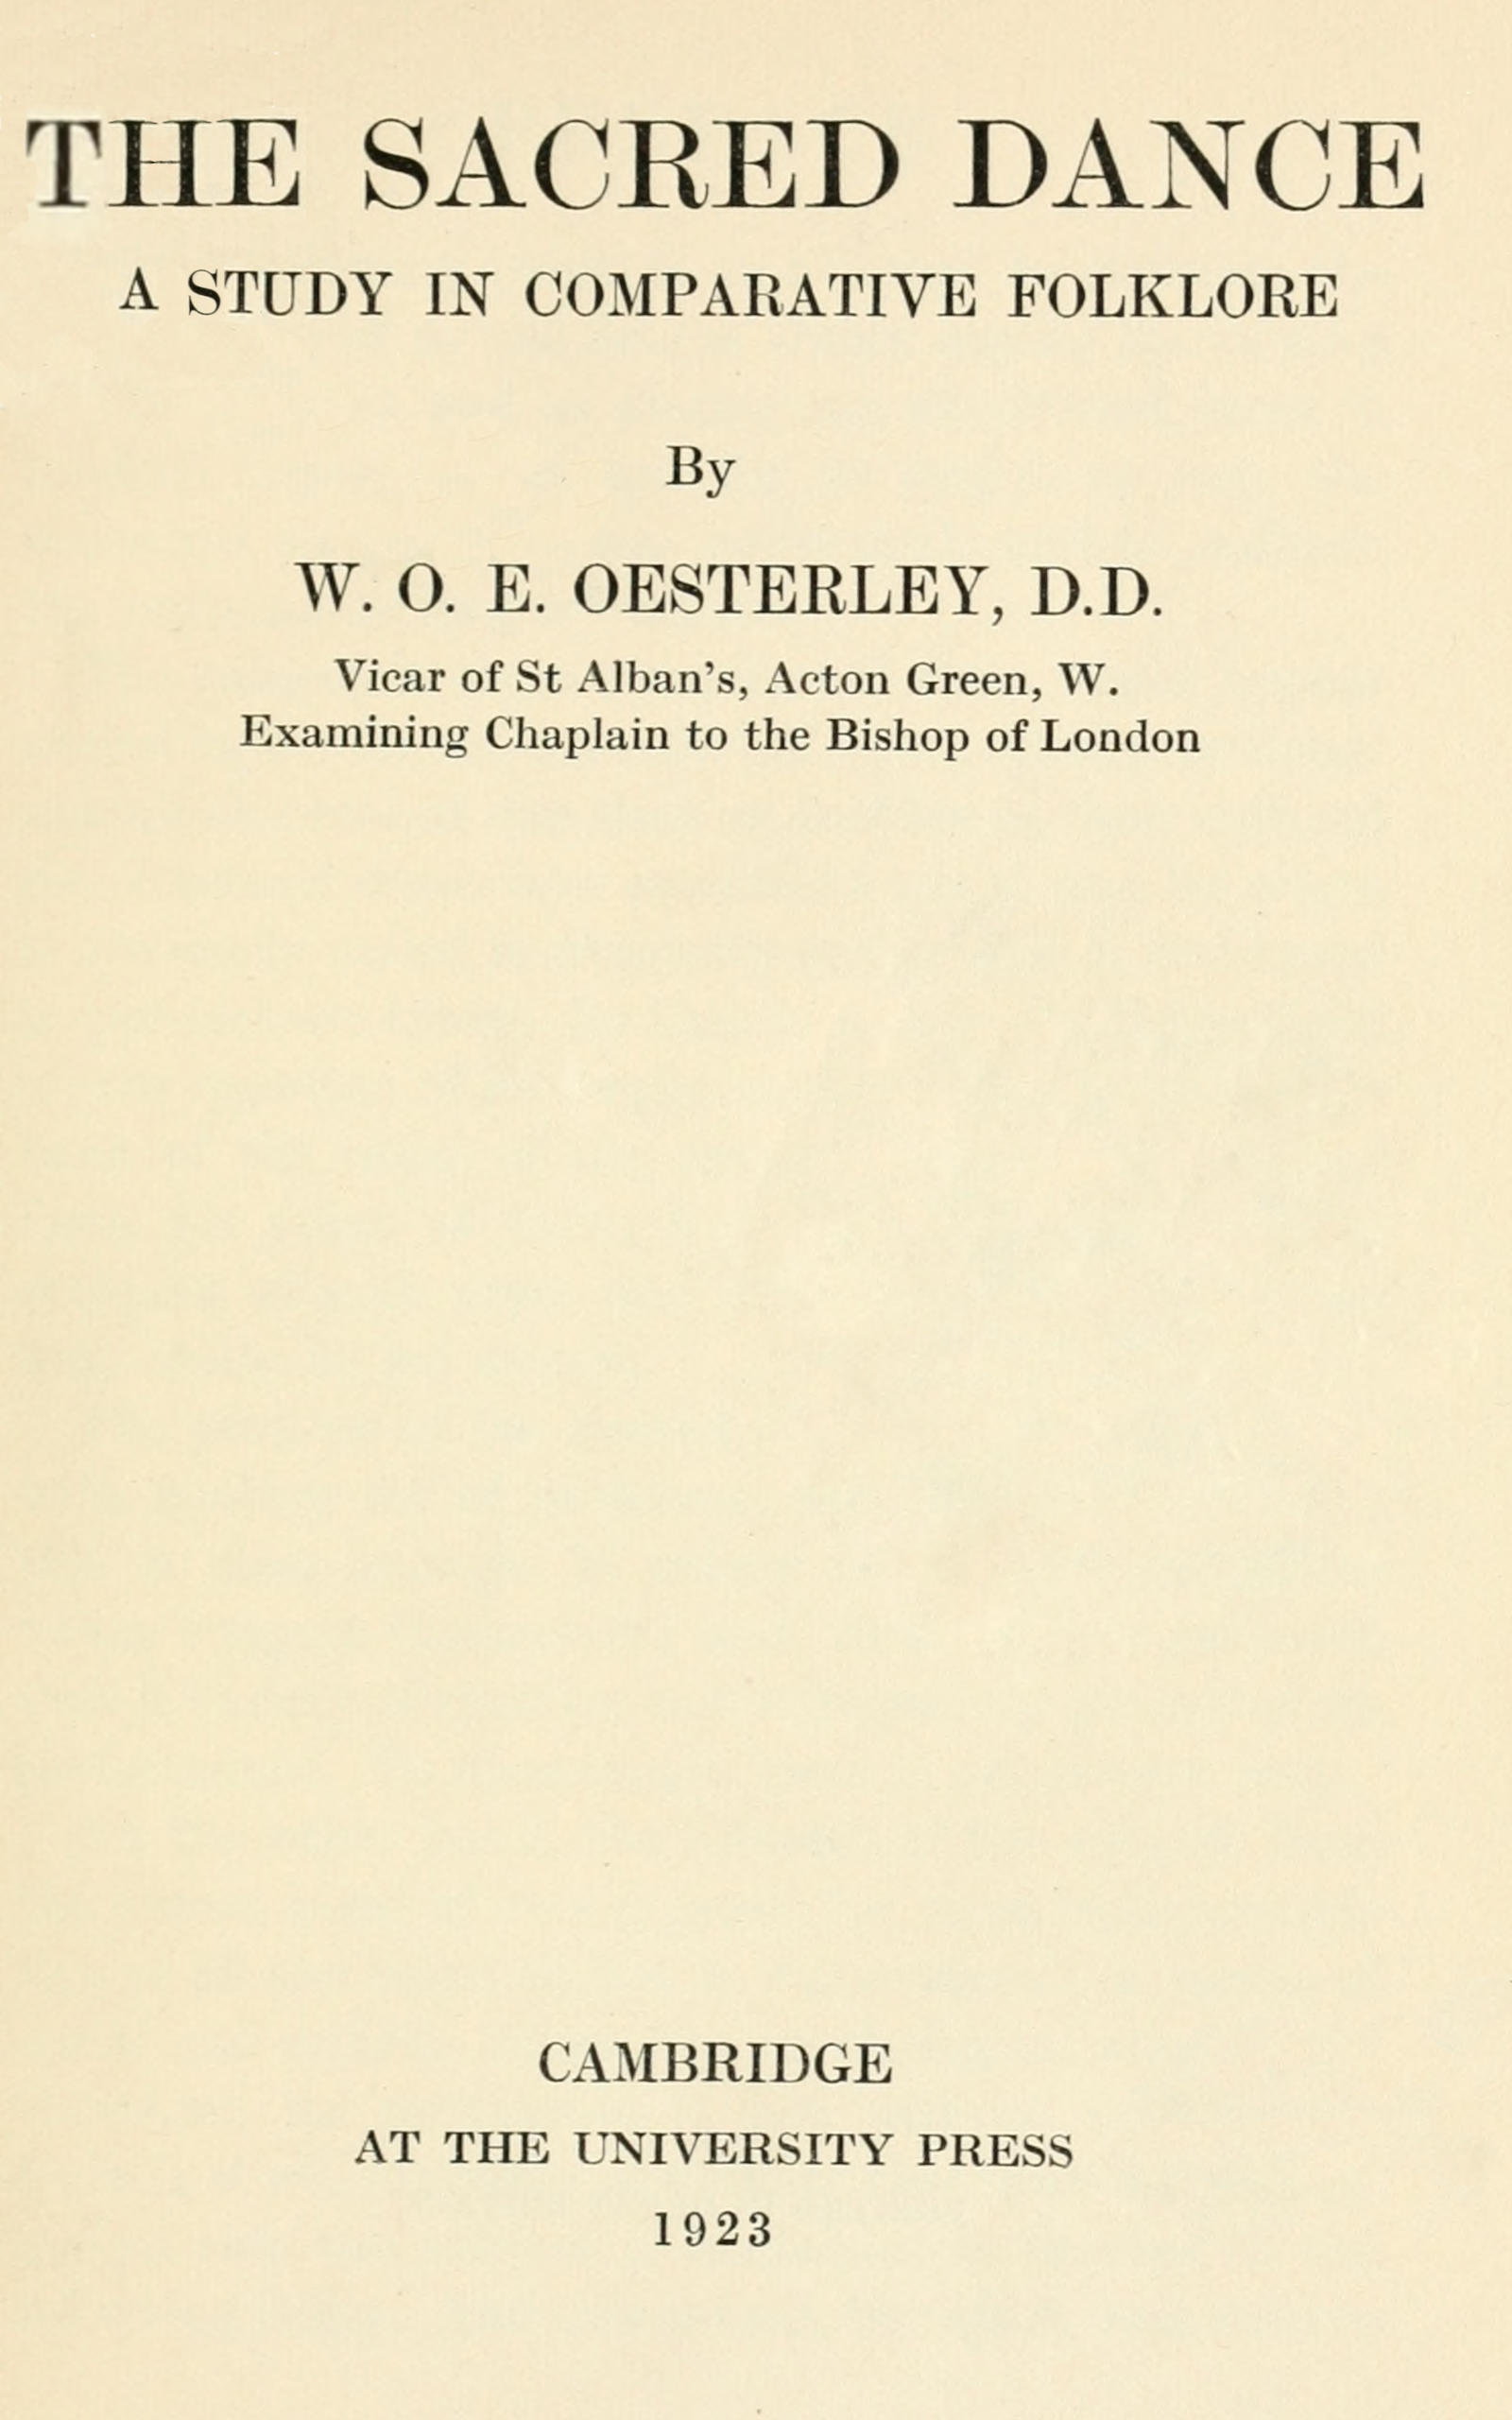 THE SACRED DANCE
A STUDY IN COMPARATIVE FOLKLORE
By
W. O. E. OESTERLEY, D.D.
Vicar of St Alban's, Acton Green, W.
Examining Chaplain to the Bishop of London
CAMBRIDGE
AT THE UNIVERSITY PRESS
1923